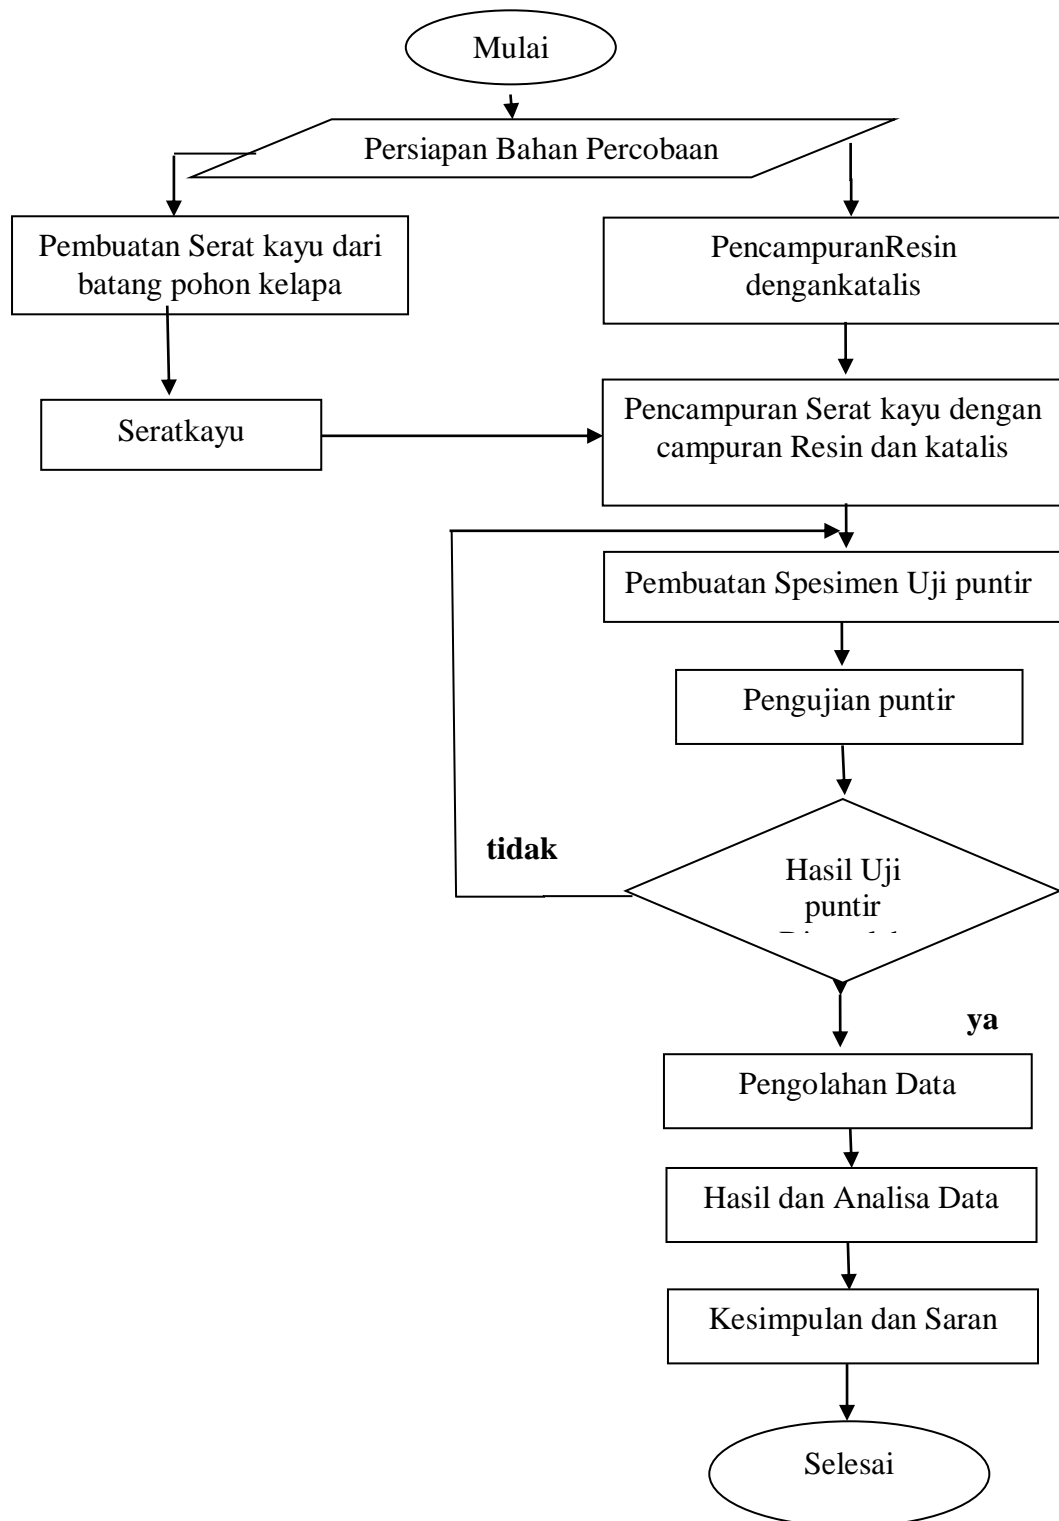 Mulai
Persiapan Bahan Percobaan
Pembuatan Serat kayu dari
batang pohon kelapa
PencampuranResin
dengankatalis
Seratkayu
Pencampuran Serat kayu dengan
campuran Resin dan katalis
Pembuatan Spesimen Uji puntir
Pengujian puntir
tidak
Hasil Uji
puntir
ya
Pengolahan Data
Hasil dan Analisa Data
Kesimpulan dan Saran
Selesai